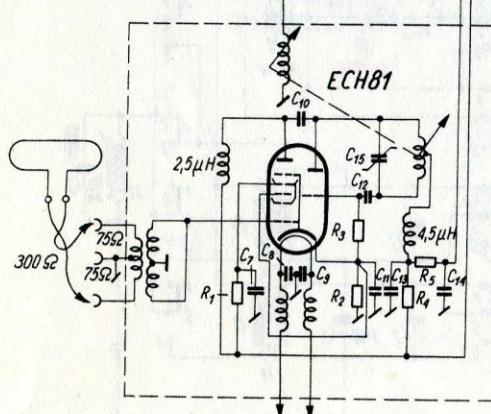 ECH81
C10
2,5µH
C15
C12
300Ω
75Ω
75Ω
R3
4,5µH
C7
C8
C9
R1
R2
C11
C13
R4
R5
C14